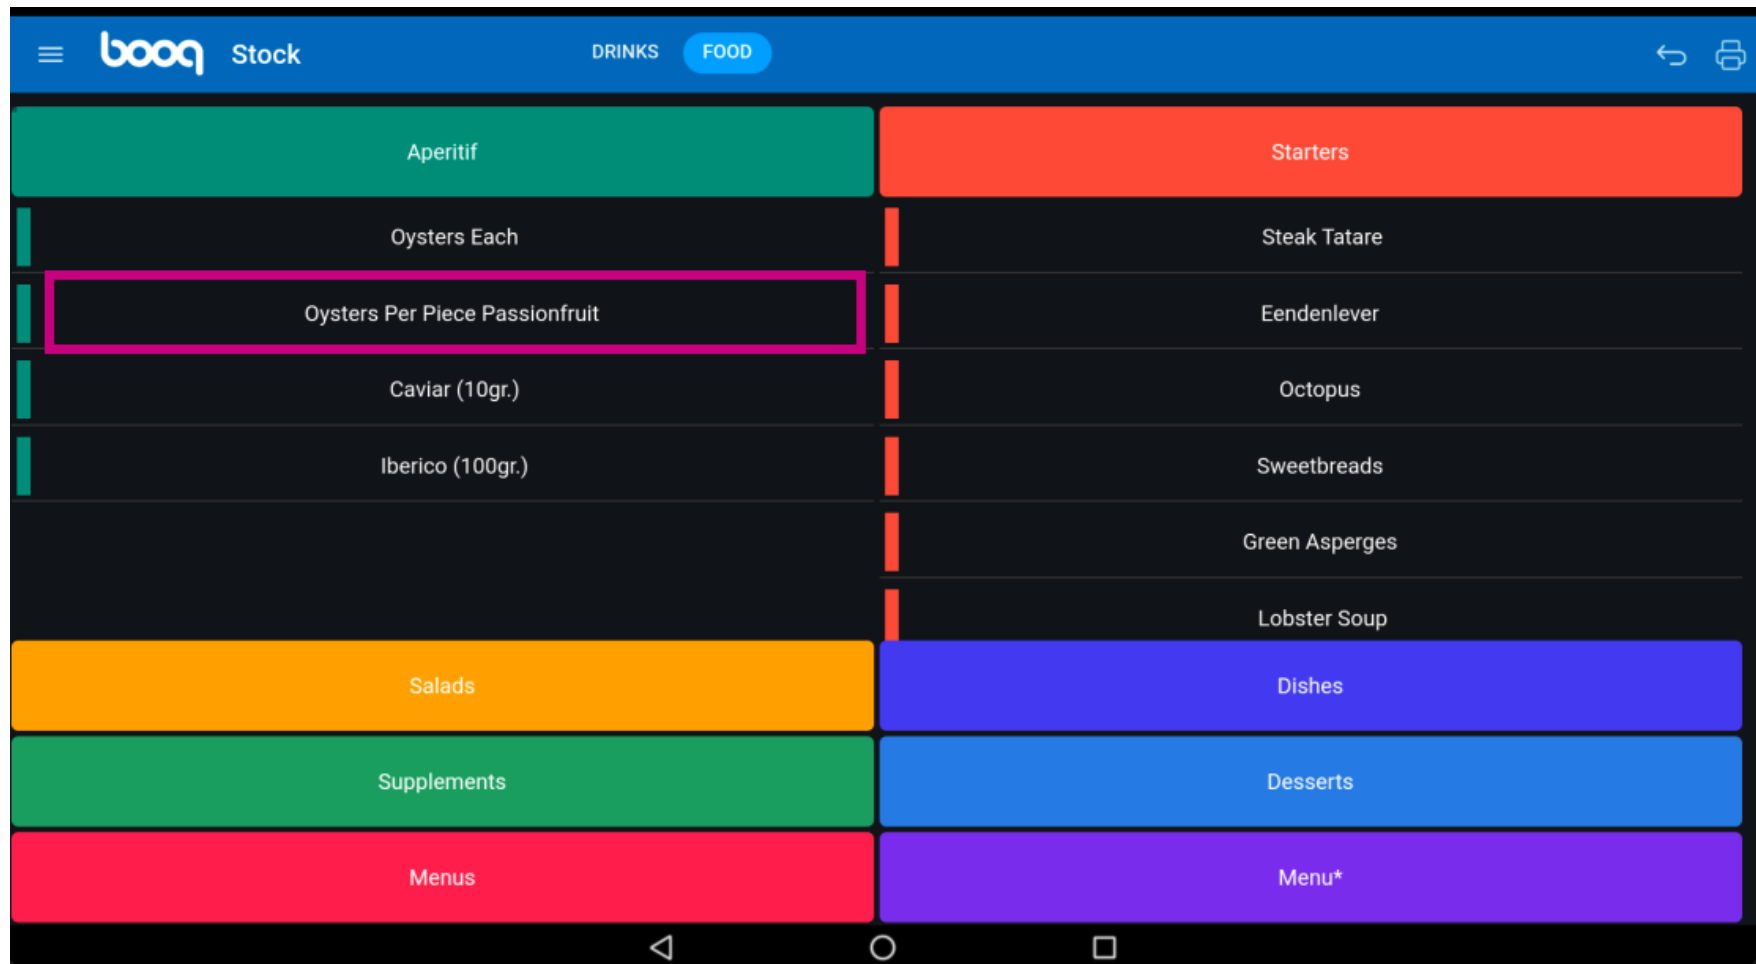 booq Stock DRINKS FOOD
Aperitif
Oysters Each
Oysters Per Piece Passionfruit
Caviar (10gr.)
Iberico (100gr.)
Starters
Steak Tatare
Eendenlever
Octopus
Sweetbreads
Green Asperges
Lobster Soup
Salads
Dishes
Supplements
Desserts
Menus
Menu*